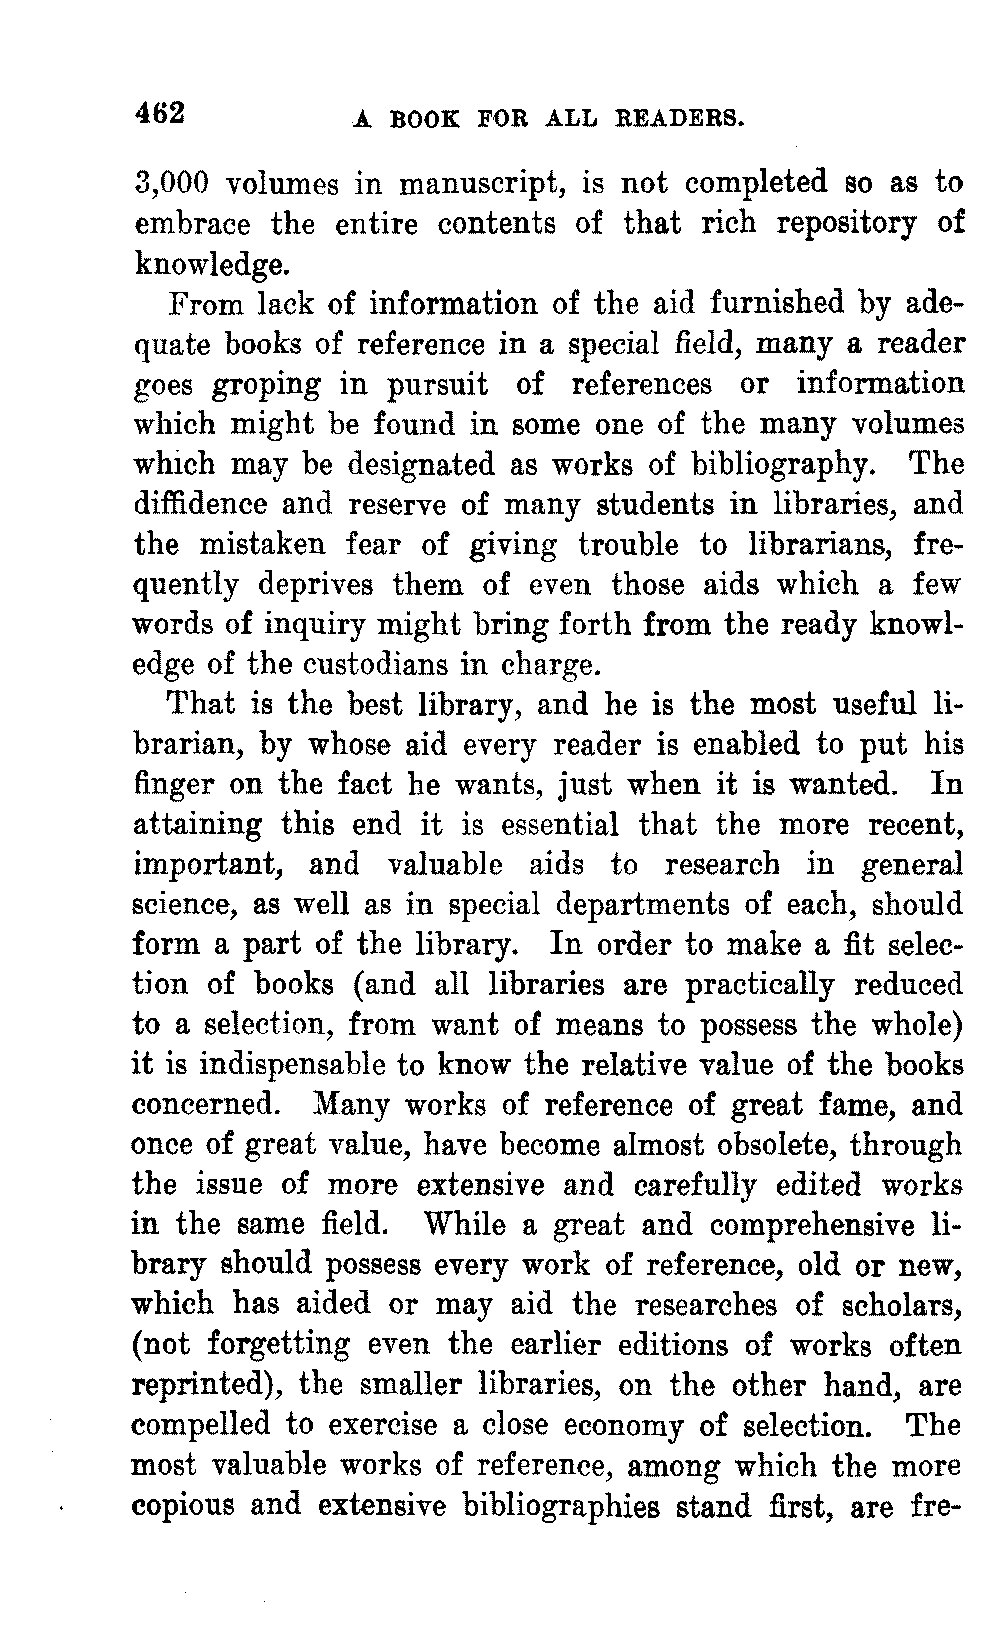 462 A BOOK FOR ALL READERS.
3,000 volumes in manuscript, is not completed so as to
embrace the entire contents of that rich repository of
knowledge.
From lack of information of the aid furnished by ade-
quate books of reference in a special field, many a reader
goes groping in pursuit of references or information
which might be found in some one of the many volumes
which may be designated as works of bibliography. The
diffidence and reserve of many students in libraries, and
the mistaken fear of giving trouble to librarians, fre-
quently deprives them of even those aids which a few
words of inquiry might bring forth from the ready knowl-
edge of the custodians in charge.
That is the best library, and he is the most useful li-
brarian, by whose aid every reader is enabled to put his
finger on the fact he wants, just when it is wanted. In
attaining this end it is essential that the more recent,
important, and valuable aids to research in general
science, as well as in special departments of each, should
form a part of the library. In order to make a fit selec-
tion of books (and all libraries are practically reduced
to a selection, from want of means to possess the whole)
it is indispensable to know the relative value of the books
concerned. Many works of reference of great fame, and
once of great value, have become almost obsolete, through
the issue of more extensive and carefully edited works
in the same field. While a great and comprehensive li-
brary should possess every work of reference, old or new,
which has aided or may aid the researches of scholars,
(not forgetting even the earlier editions of works often
reprinted), the smaller libraries, on the other hand, are
compelled to exercise a close economy of selection. The
most valuable works of reference, among which the more
copious and extensive bibliographies stand first, are fre-